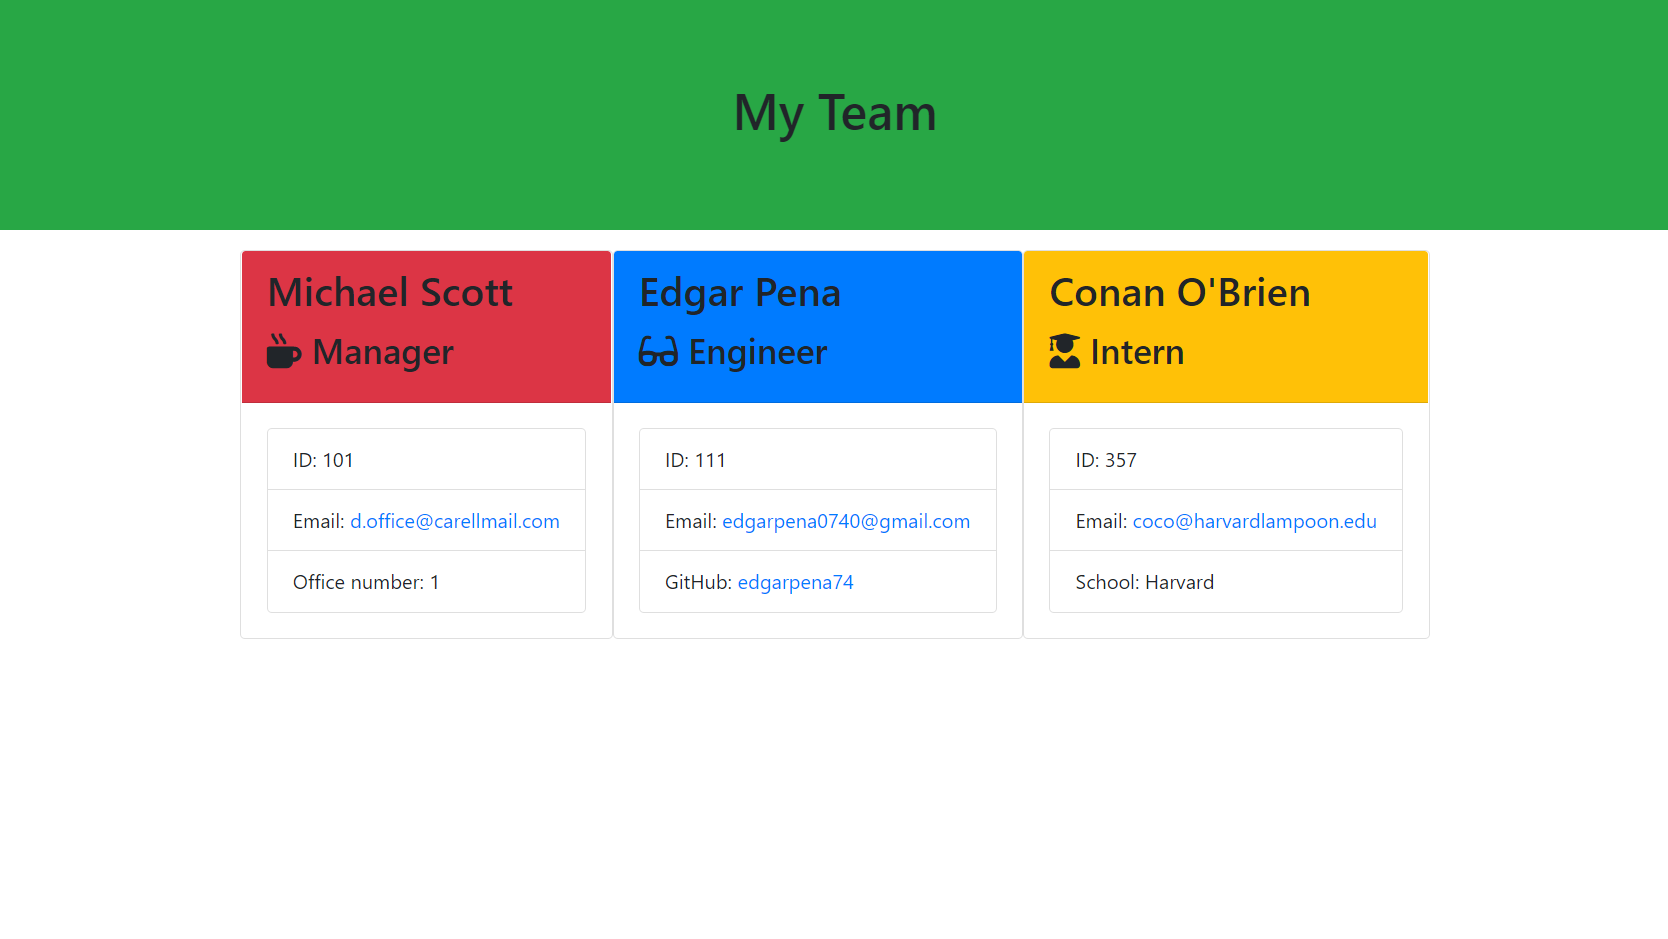 My Team
Michael Scott
Manager
ID: 101
Email: d.office@carellmail.com
Office number: 1
Edgar Pena
Engineer
ID: 111
Email: edgarpena0740@gmail.com
GitHub: edgarpena74
Conan O'Brien
Intern
ID: 357
Email: coco@harvardlampoon.edu
School: Harvard